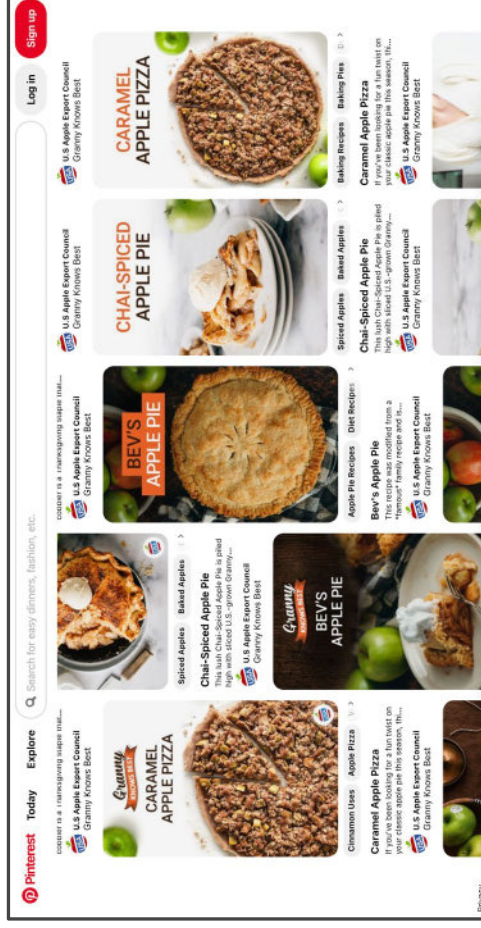 Pinterest Today Explore
Search for easy dinners, fashion, etc.
Log in
Sign up
U.S Apple Export Council
Granny Knows Best
Granny
KNOWS BEST
CARAMEL
APPLE PIZZA
Cinnamon Uses Apple Pizza
Caramel Apple Pizza
If you've been looking for a fun twist on
your classic apple pie this season, thi...
U.S Apple Export Council
Granny Knows Best
Spiced Apples Baked Apples
Chai-Spiced Apple Pie
This lush Chai-Spiced Apple Pie is piled
high with sliced U.S.-grown Granny...
U.S Apple Export Council
Granny Knows Best
Granny
KNOWS BEST
BEV'S
APPLE PIE
U.S Apple Export Council
Granny Knows Best
BEV'S
APPLE PIE
Apple Pie Recipes Diet Recipes
Bev's Apple Pie
This recipe was modified from a
*famous* family recipe and is...
U.S Apple Export Council
Granny Knows Best
U.S Apple Export Council
Granny Knows Best
CHAI-SPICED
APPLE PIE
Spiced Apples Baked Apples
Chai-Spiced Apple Pie
This lush Chai-Spiced Apple Pie is piled
high with sliced U.S.-grown Granny...
U.S Apple Export Council
Granny Knows Best
U.S Apple Export Council
Granny Knows Best
CARAMEL
APPLE PIZZA
Baking Recipes Baking Pies
Caramel Apple Pizza
If you've been looking for a fun twist on
your classic apple pie this season, thi...
U.S Apple Export Council
Granny Knows Best